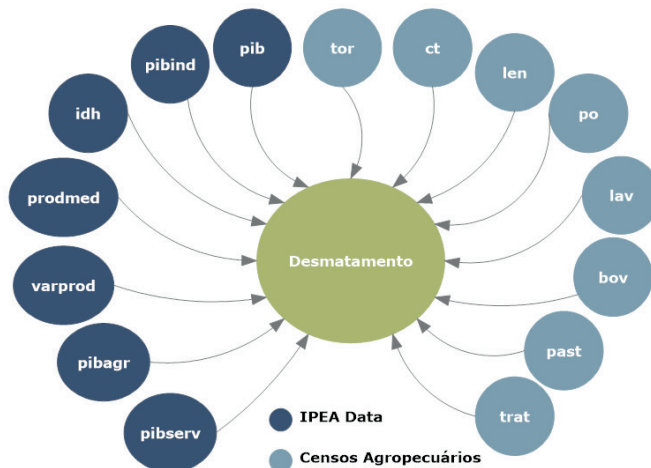 pib
tor
ct
pibind
len
idh
po
prodmed
lav
Desmatamento
varprod
bov
pibagr
past
pibserv
trat
IPEA Data
Censos Agropecuários